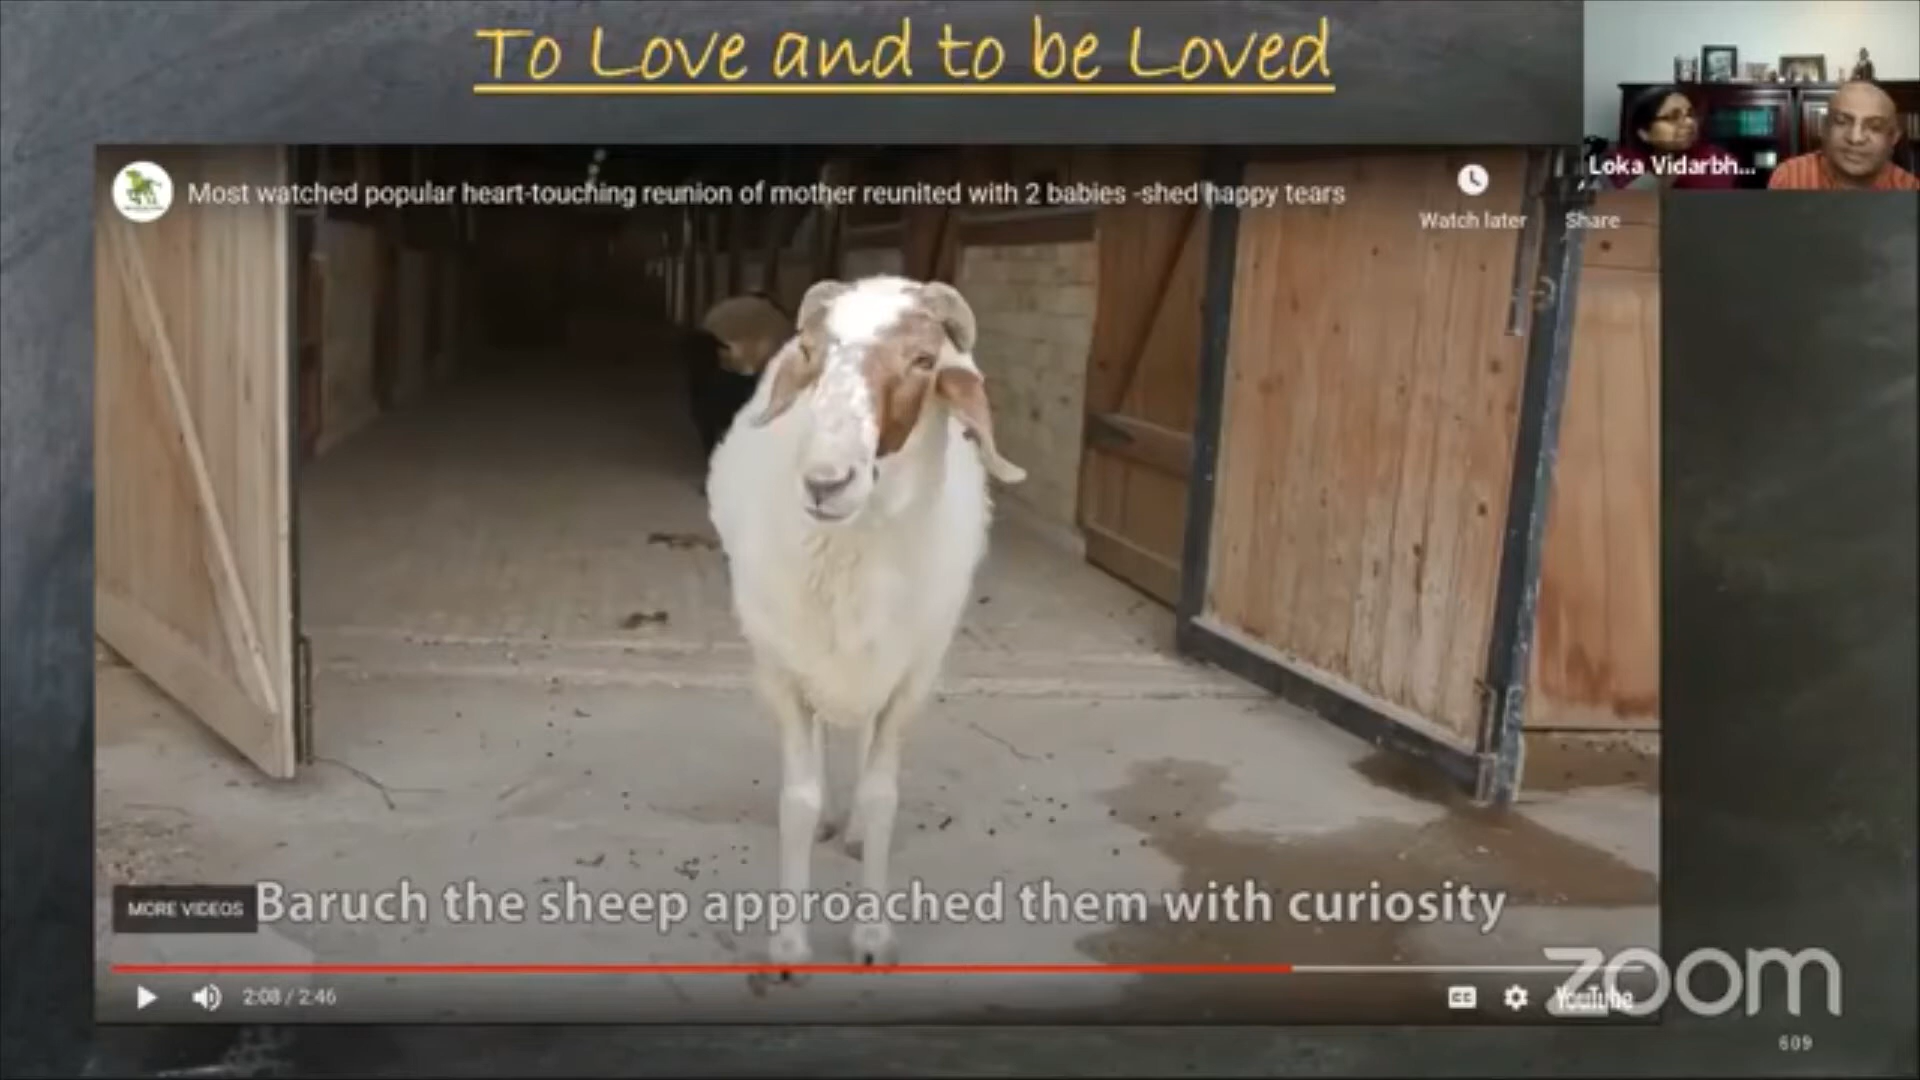 To Love and to be Loved
Loka Vidarbh...
Most watched popular heart-touching reunion of mother reunited with 2 babies -shed happy tears
Watch later
Share
MORE VIDEOS
Baruch the sheep approached them with curiosity
2:08 / 2:46
CC
YouTube
zoom
609